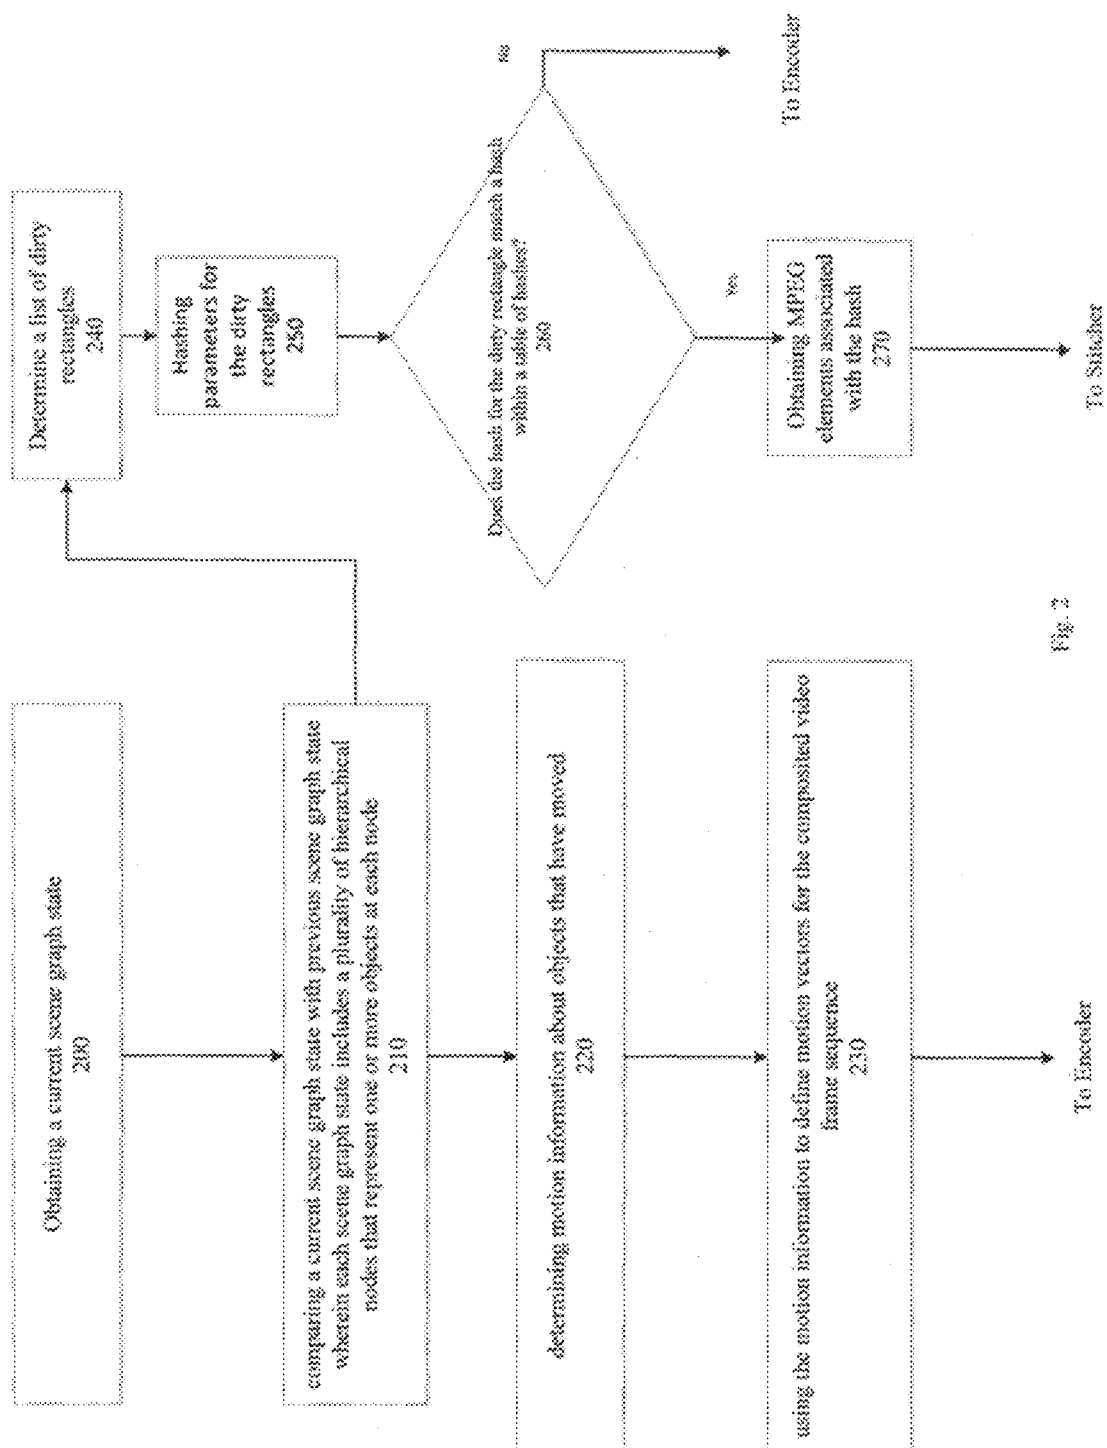 Obtaining a current scene graph state
200
comparing a current scene graph state with previous scene graph state
wherein each scene graph state includes a plurality of hierarchical
nodes that represent one or more objects at each node
210
determining motion information about objects that have moved
220
using the motion information to define motion vectors for the composited video
frame sequence
230
To Encoder
Determine a list of dirty
rectangles
240
Hashing
parameters for
the dirty
rectangles
250
Does the hash for the dirty rectangle match a hash
within a table of hashes?
260
No
To Encoder
Yes
Obtaining MPEG
elements associated
with the hash
270
To Stitcher
Fig. 2